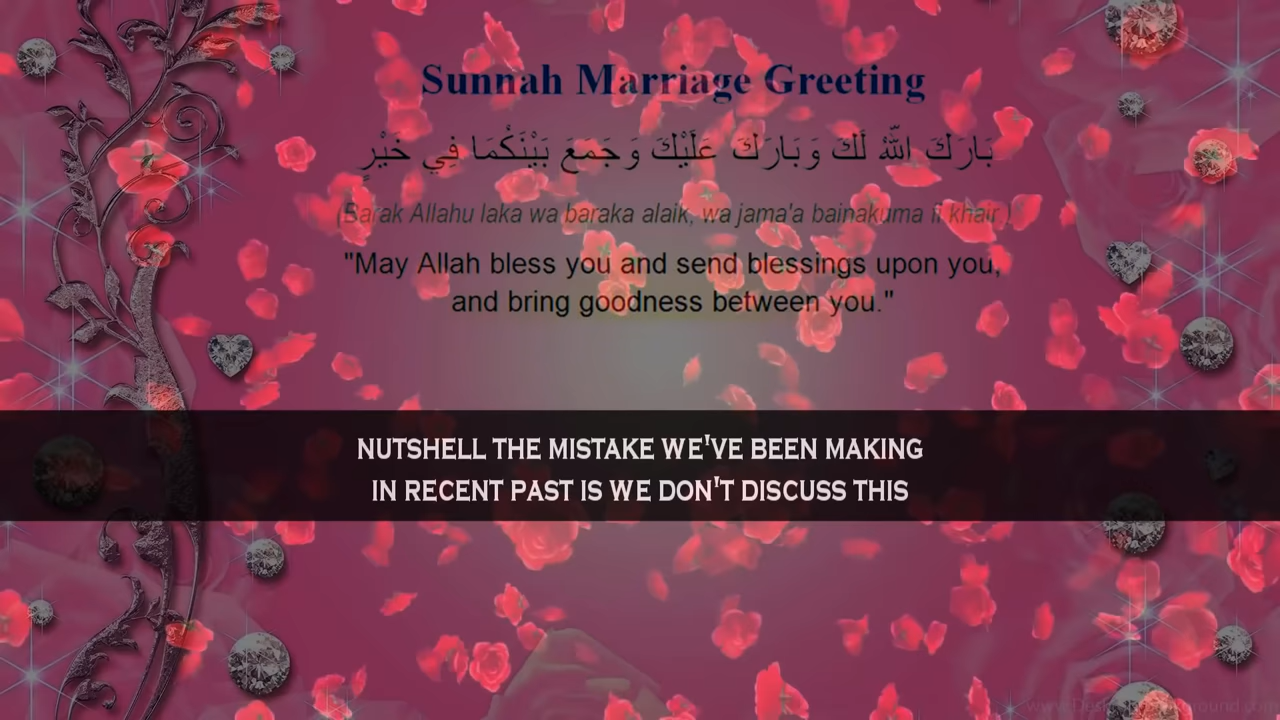 Sunnah Marriage Greeting
بَارَكَ اللهُ لَكَ وَبَارَكَ عَلَيْكَ وَجَمَعَ بَيْنَكُمَا فِي خَيْرٍ
(Barak Allahu laka wa baraka alaik, wa jama'a bainakuma fi khair.)
"May Allah bless you and send blessings upon you,
and bring goodness between you."
NUTSHELL THE MISTAKE WE'VE BEEN MAKING
IN RECENT PAST IS WE DON'T DISCUSS THIS